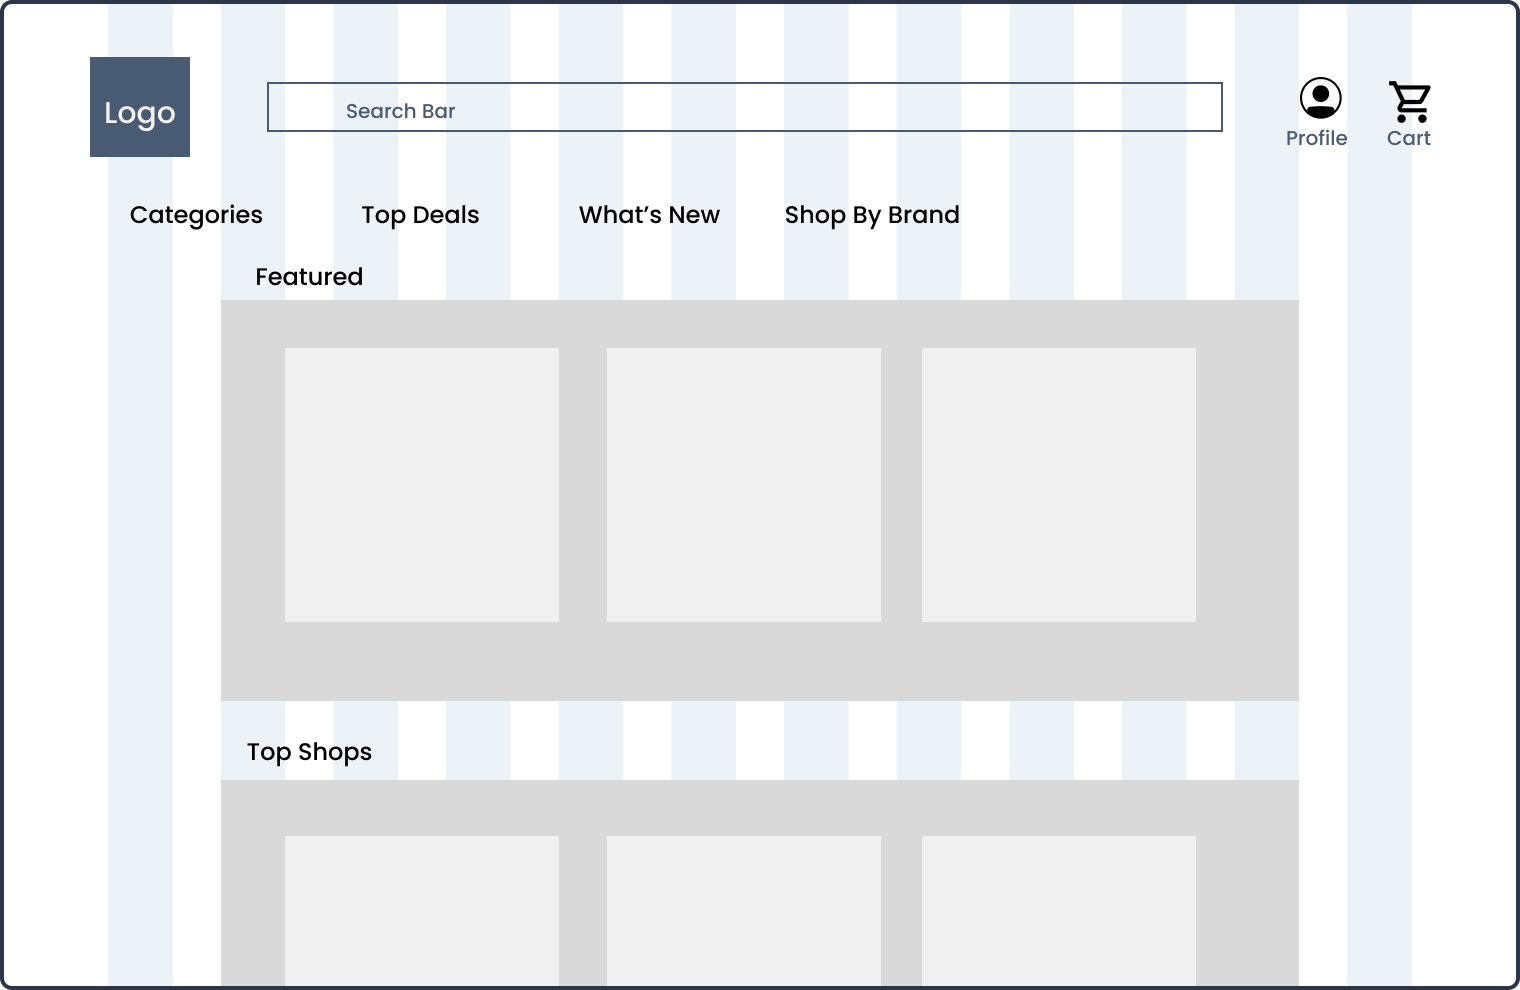 Logo
Search Bar
Profile
Cart
Categories
Top Deals
What’s New
Shop By Brand
Featured
Top Shops